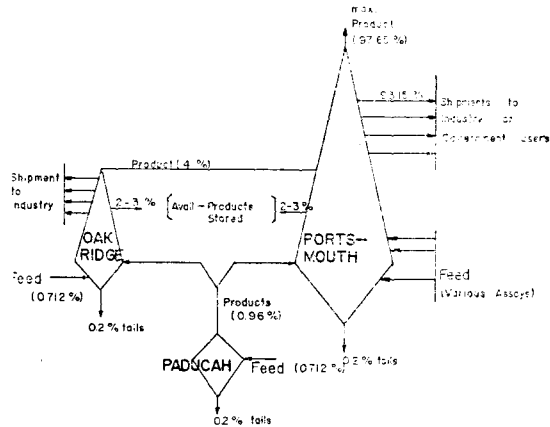 max.
Product
(97.65 %)
93.15 %
Shipments to
Industry or
Government Users
Product (4 %)
Shipment
to
Industry
2-3 %
(Avail-Products
Stored)
2-3 %
OAK
RIDGE
PORTS-
MOUTH
Feed
(0.712 %)
Feed
(Various Assays)
Products
(0.96 %)
0.2 % tails
PADUCAH
Feed (0.712 %)
0.2 % tails
0.2 % tails